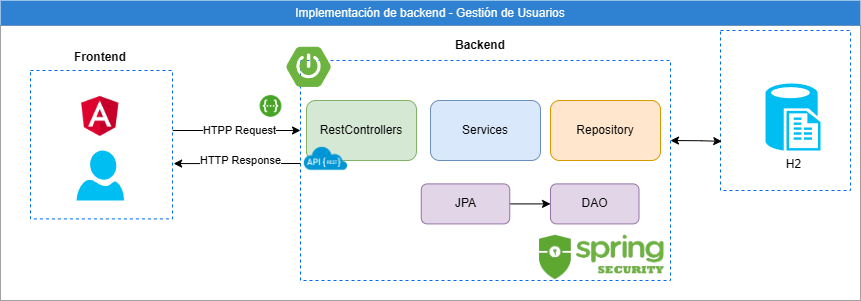 Implementación de backend - Gestión de Usuarios
Frontend
Backend
A
{···}
HTPP Request
HTTP Response
RestControllers
API {REST}
Services
Repository
JPA
DAO
spring
SECURITY
H2